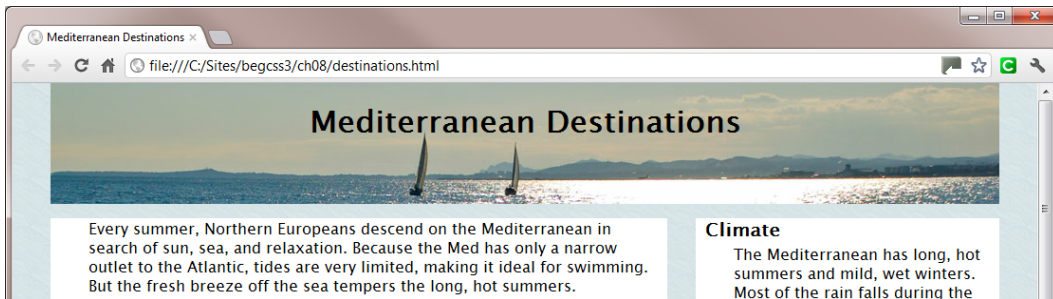 Mediterranean Destinations
file:///C:/Sites/begcss3/ch08/destinations.html
Mediterranean Destinations
Every summer, Northern Europeans descend on the Mediterranean in
search of sun, sea, and relaxation. Because the Med has only a narrow
outlet to the Atlantic, tides are very limited, making it ideal for swimming.
But the fresh breeze off the sea tempers the long, hot summers.
Climate
The Mediterranean has long, hot
summers and mild, wet winters.
Most of the rain falls during the